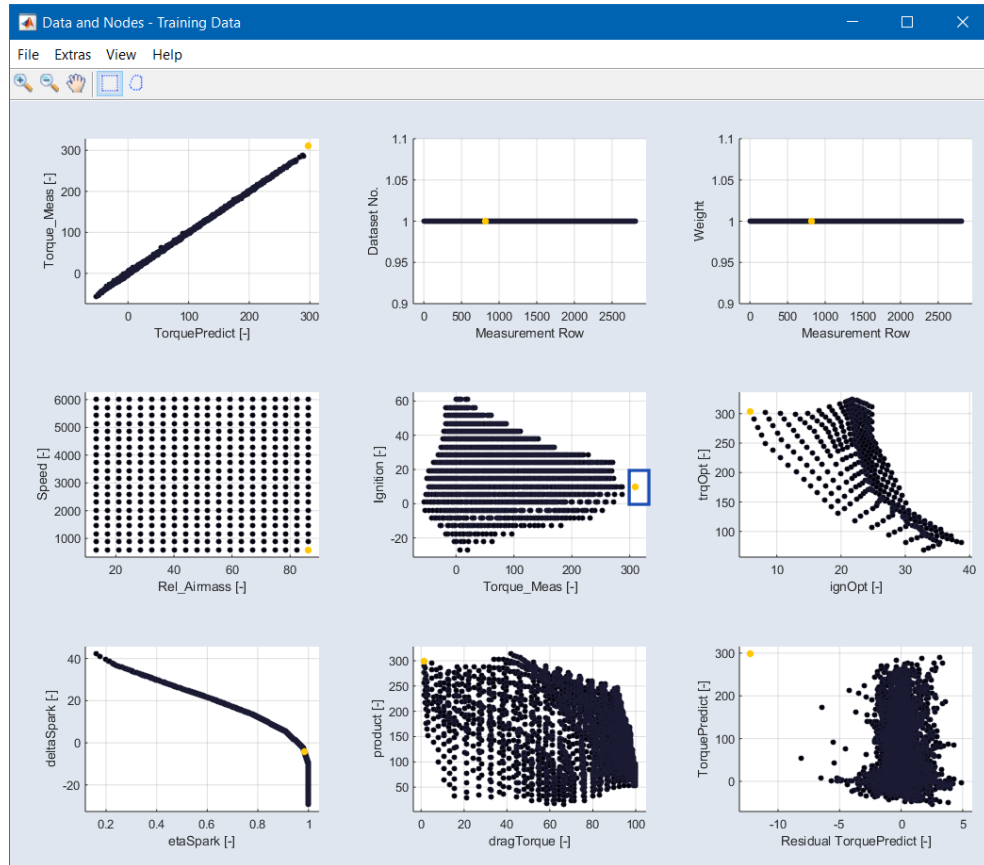 Data and Nodes - Training Data
File Extras View Help
300
200
100
0
Torque_Meas [-]
0 100 200 300
TorquePredict [-]
1.1
1.05
1
0.95
0.9
Dataset No.
0 500 1000 1500 2000 2500
Measurement Row
1.1
1.05
1
0.95
0.9
Weight
0 500 1000 1500 2000 2500
Measurement Row
6000
5000
4000
3000
2000
1000
Speed [-]
20 40 60 80
Rel_Airmass [-]
60
40
20
0
-20
Ignition [-]
0 100 200 300
Torque_Meas [-]
300
250
200
150
100
trqOpt [-]
10 20 30 40
ignOpt [-]
40
20
0
-20
deltaSpark [-]
0.2 0.4 0.6 0.8 1
etaSpark [-]
300
250
200
150
100
50
product [-]
0 20 40 60 80 100
dragTorque [-]
300
200
100
0
TorquePredict [-]
-10 -5 0 5
Residual TorquePredict [-]